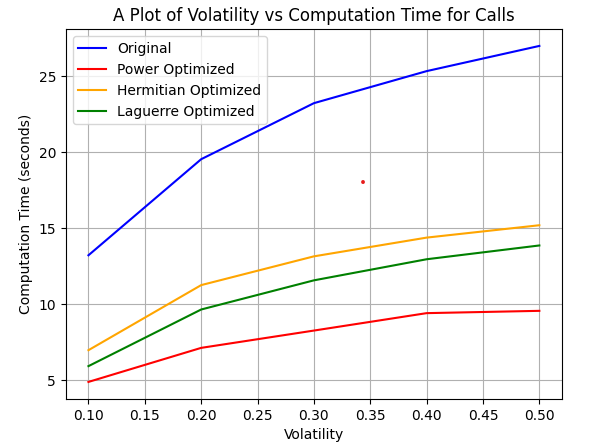 A Plot of Volatility vs Computation Time for Calls
Original
Power Optimized
Hermitian Optimized
Laguerre Optimized
Computation Time (seconds)
25
20
15
10
5
0.10 0.15 0.20 0.25 0.30 0.35 0.40 0.45 0.50
Volatility